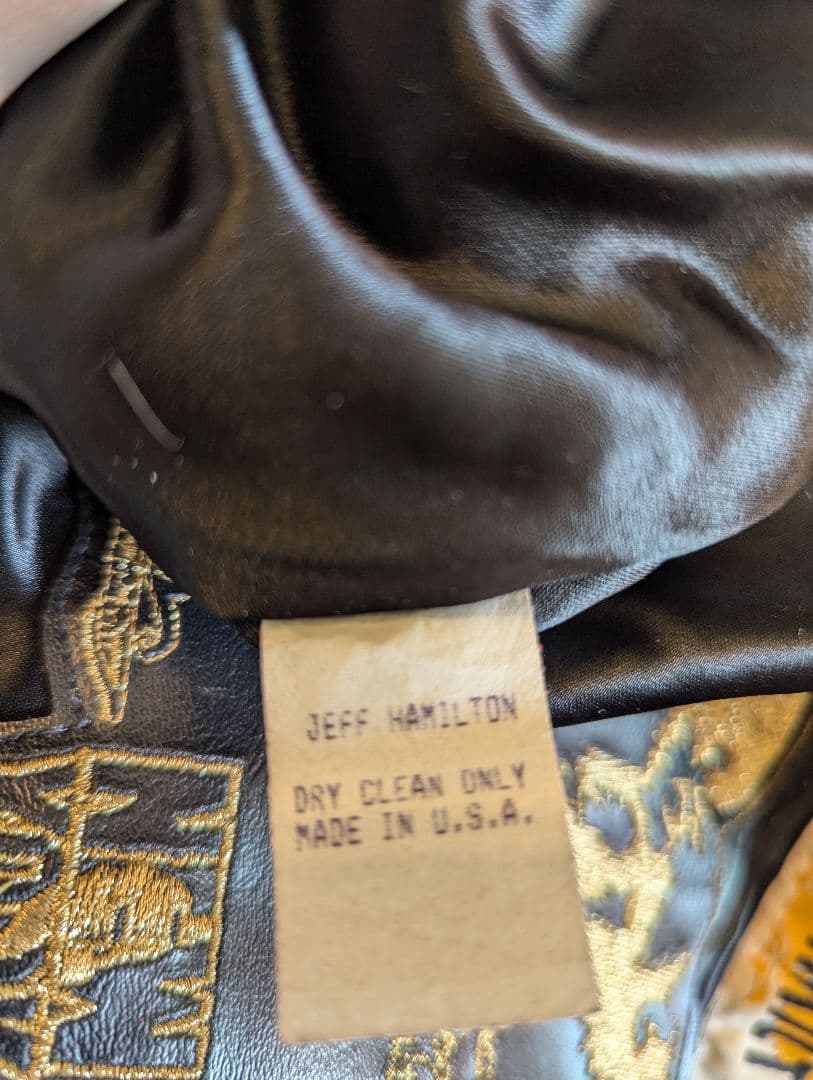 JEFF HAMILTON
DRY CLEAN ONLY
MADE IN U.S.A.